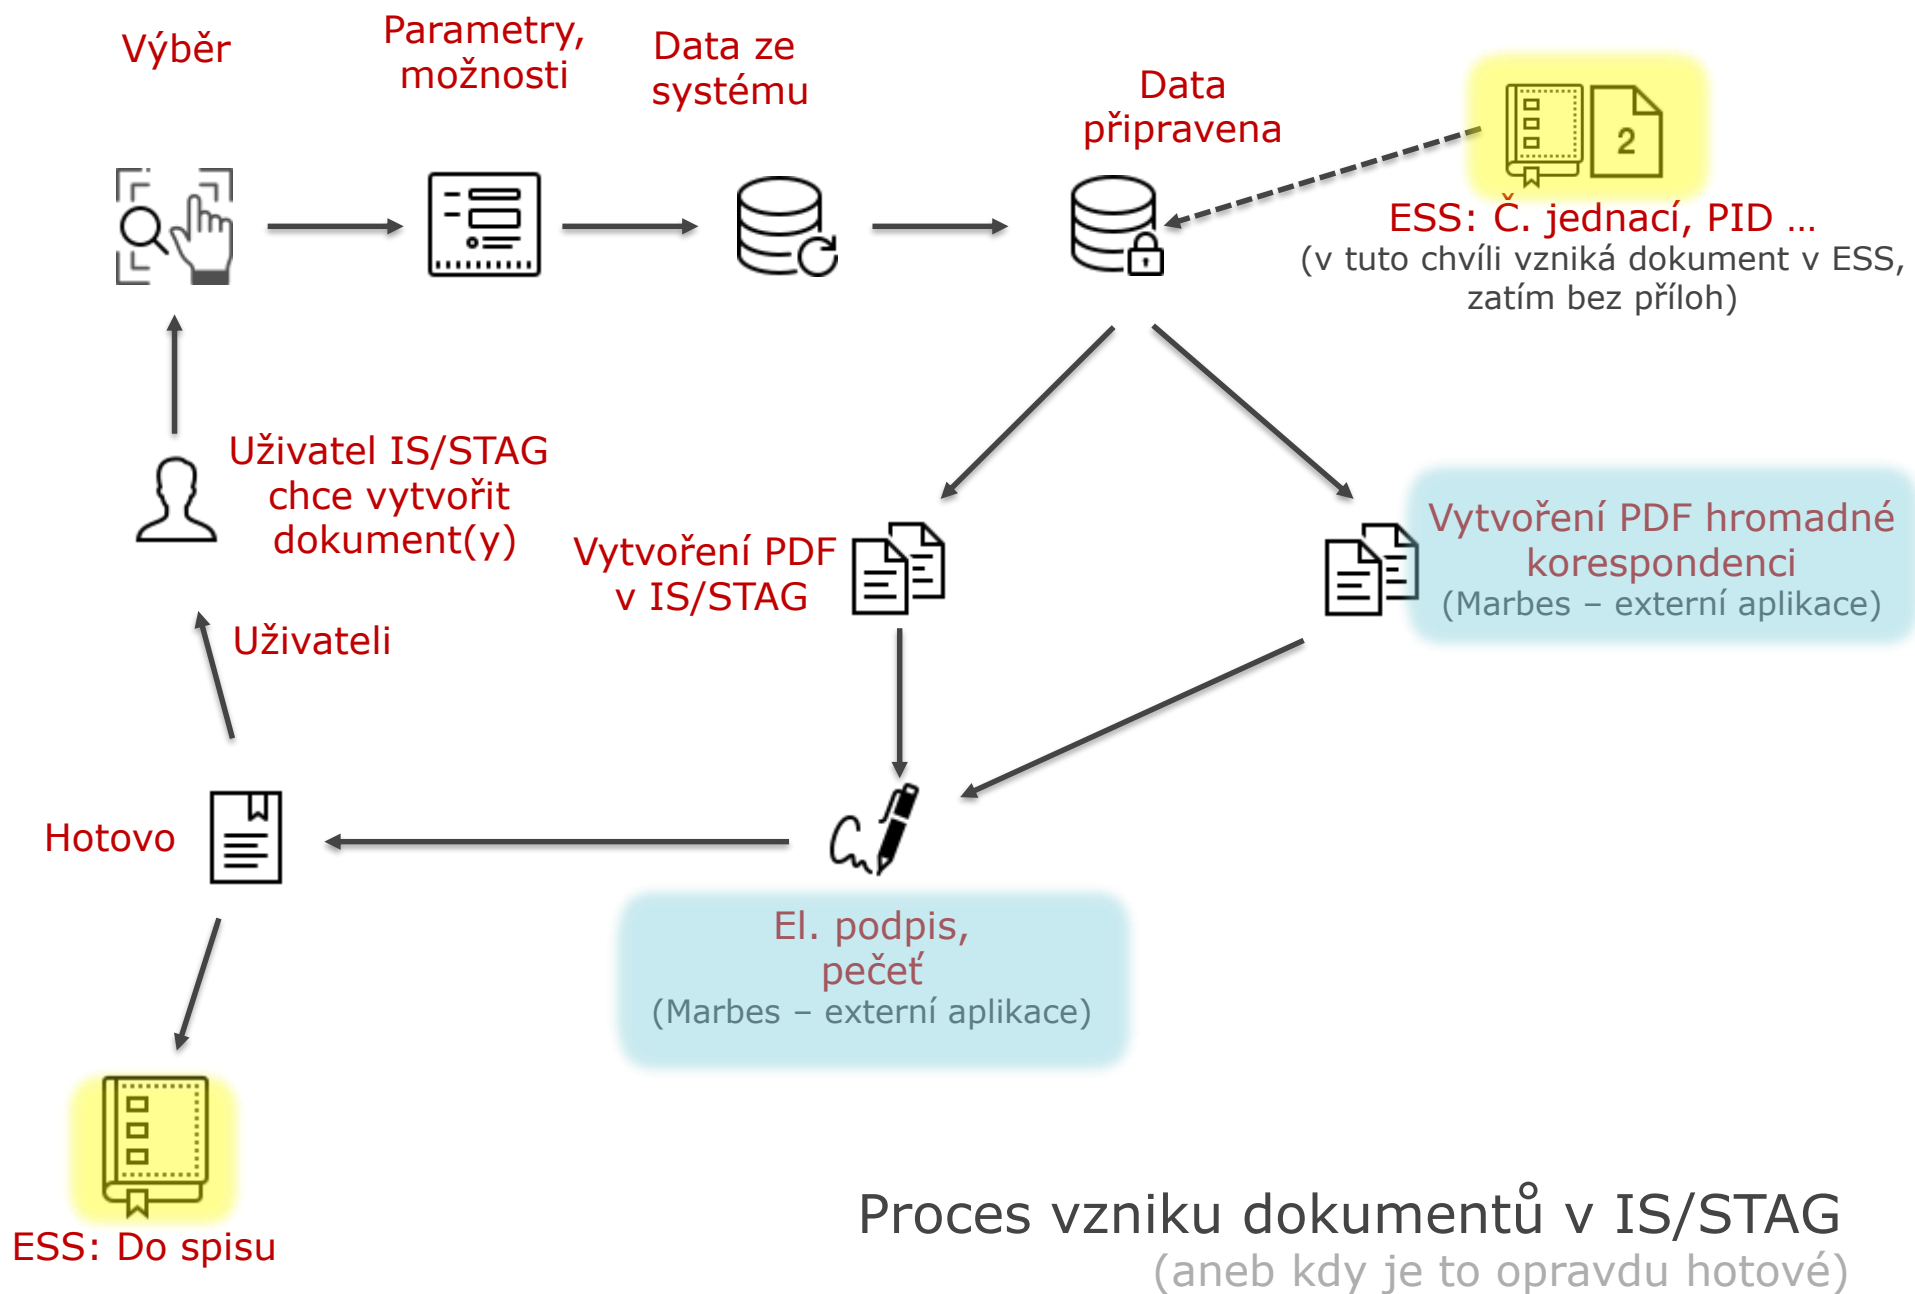 Výběr
Parametry,
možnosti
Data ze
systému
Data
připravena
2
ESS: Č. jednací, PID ...
(v tuto chvíli vzniká dokument v ESS,
zatím bez příloh)
Uživatel IS/STAG
chce vytvořit
dokument(y)
Vytvoření PDF
v IS/STAG
Vytvoření PDF hromadné
korespondenci
(Marbes – externí aplikace)
Uživateli
Hotovo
El. podpis,
pečeť
(Marbes – externí aplikace)
ESS: Do spisu
Proces vzniku dokumentů v IS/STAG
(aneb kdy je to opravdu hotové)